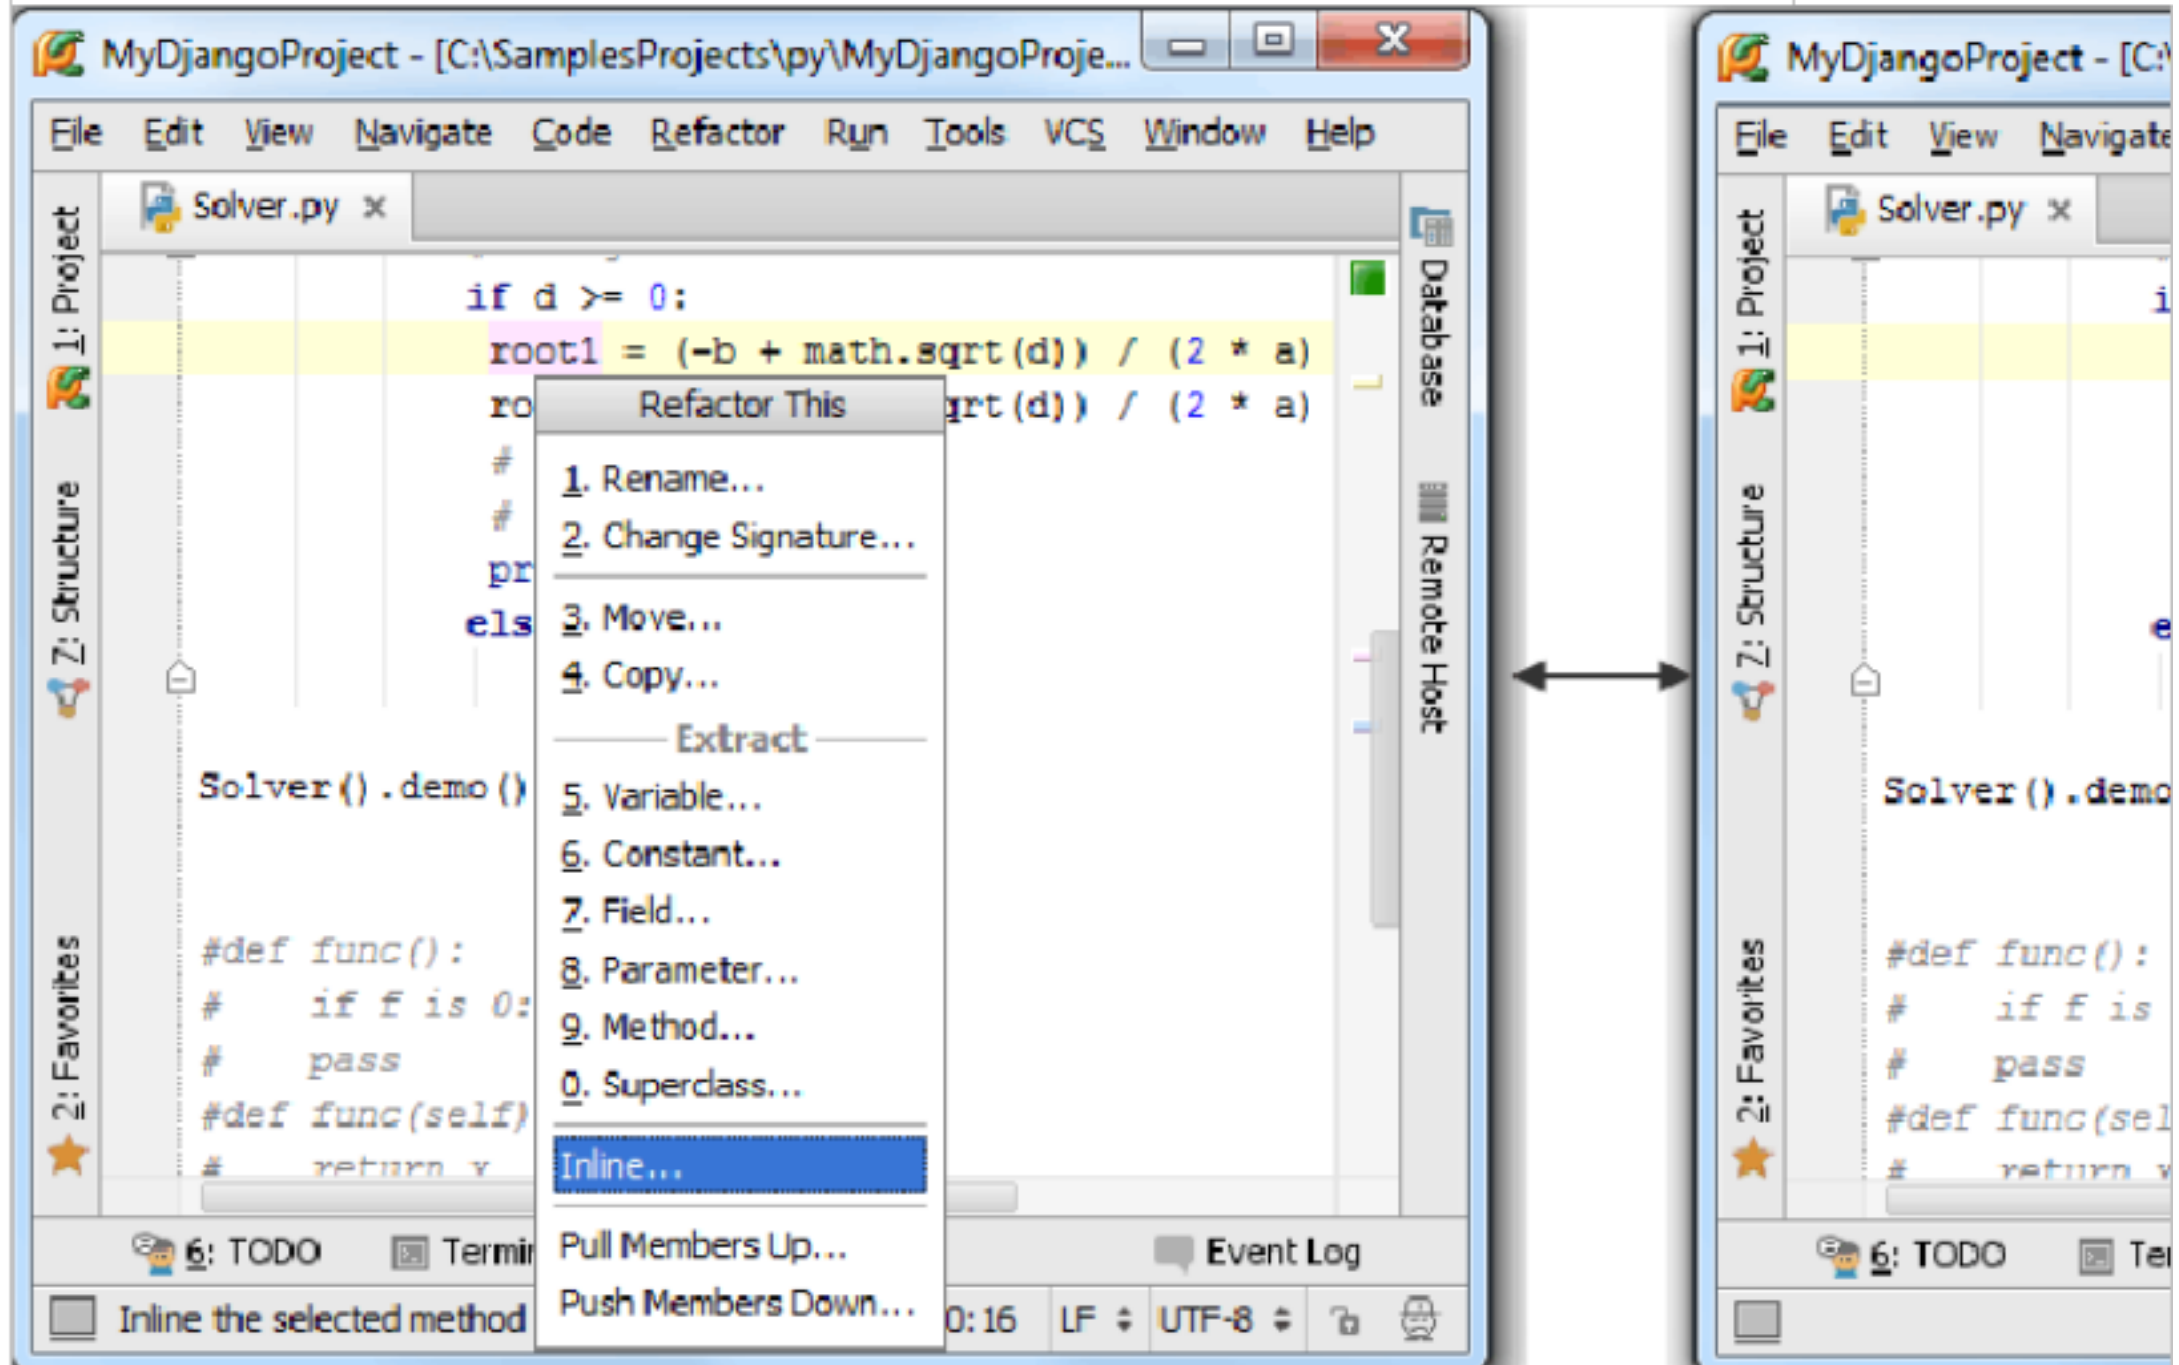 MyDjangoProject - [C:\SamplesProjects\py\MyDjangoProje...
File Edit View Navigate Code Refactor Run Tools VCS Window Help
Solver.py
1: Project
7: Structure
2: Favorites
if d >= 0:
root1 = (-b + math.sqrt(d)) / (2 * a)
ro
qrt(d)) / (2 * a)
#
#
pr
els
Solver().demo()
#def func():
# if f is 0:
# pass
#def func(self)
# return x
Refactor This
1. Rename...
2. Change Signature...
3. Move...
4. Copy...
Extract
5. Variable...
6. Constant...
7. Field...
8. Parameter...
9. Method...
0. Superclass...
Inline...
Pull Members Up...
Push Members Down...
Database
Remote Host
6: TODO Termin
Event Log
Inline the selected method
0:16 LF UTF-8
MyDjangoProject - [C:\
File Edit View Navigate
Solver.py
1: Project
7: Structure
2: Favorites
i
e
Solver().demo
#def func():
# if f is
# pass
#def func(sel
# return x
6: TODO Ter